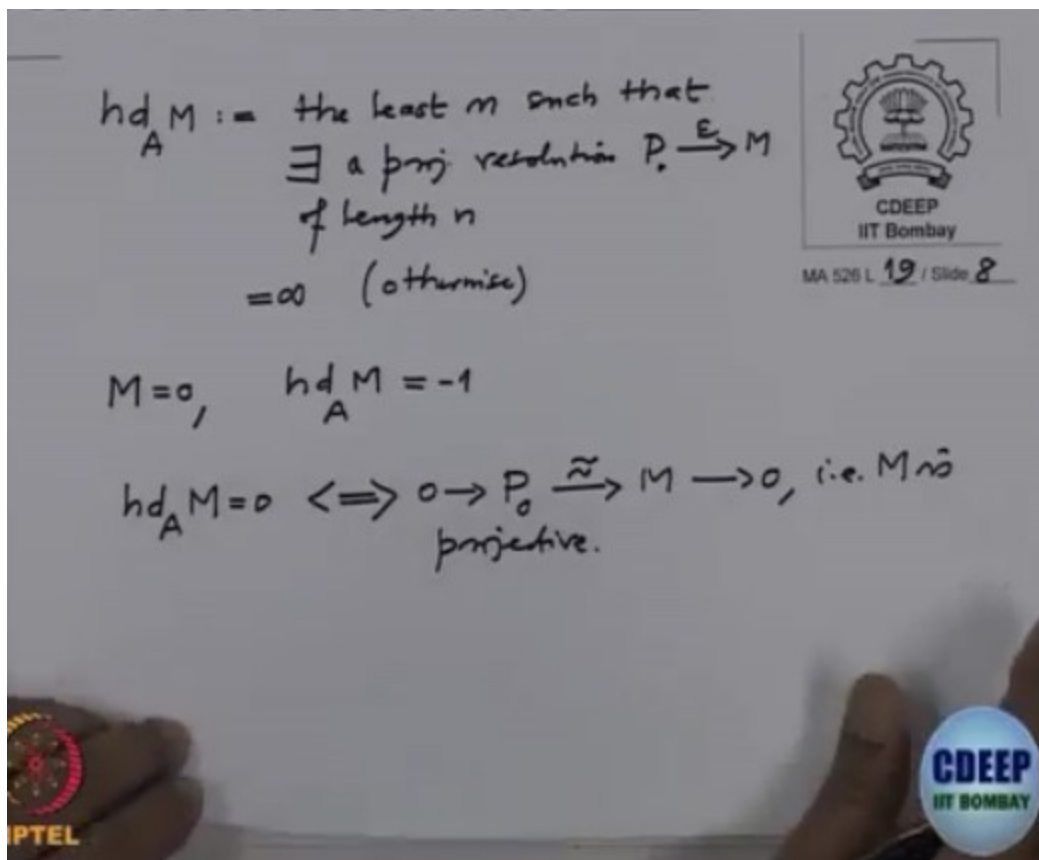 hd_A M := the least n such that
∃ a proj. resolution P. –ε→ M
of length n
=∞ (otherwise)
CDEEP
IIT Bombay
MA 526 L 19 / Slide 8
M=0, hd_A M = -1
hd_A M=0 <=> 0 → P_0 –≈→ M → 0, i.e. M is
projective.
IPTEL
CDEEP
IIT BOMBAY